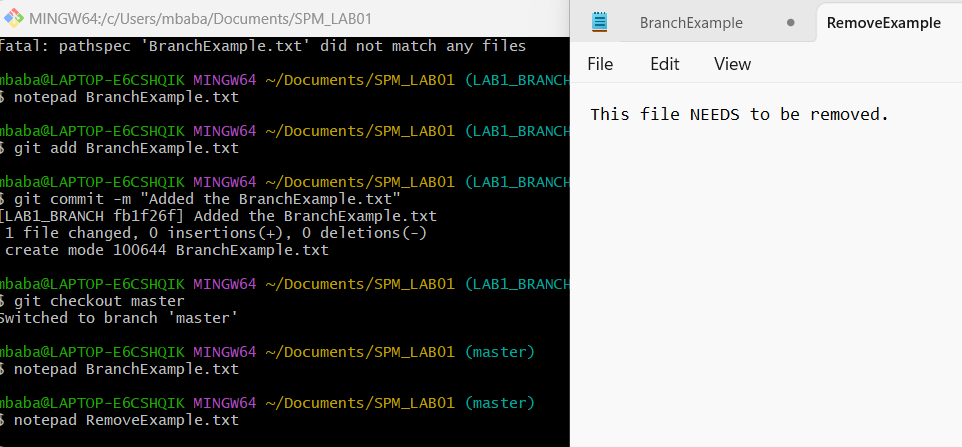 MINGW64:/c/Users/mbaba/Documents/SPM_LAB01
fatal: pathspec 'BranchExample.txt' did not match any files
mbaba@LAPTOP-E6CSHQIK MINGW64 ~/Documents/SPM_LAB01 (LAB1_BRANCH
$ notepad BranchExample.txt
mbaba@LAPTOP-E6CSHQIK MINGW64 ~/Documents/SPM_LAB01 (LAB1_BRANCH
$ git add BranchExample.txt
mbaba@LAPTOP-E6CSHQIK MINGW64 ~/Documents/SPM_LAB01 (LAB1_BRANCH
$ git commit -m "Added the BranchExample.txt"
[LAB1_BRANCH fb1f26f] Added the BranchExample.txt
1 file changed, 0 insertions(+), 0 deletions(-)
create mode 100644 BranchExample.txt
mbaba@LAPTOP-E6CSHQIK MINGW64 ~/Documents/SPM_LAB01 (LAB1_BRANCH
$ git checkout master
Switched to branch 'master'
mbaba@LAPTOP-E6CSHQIK MINGW64 ~/Documents/SPM_LAB01 (master)
$ notepad BranchExample.txt
mbaba@LAPTOP-E6CSHQIK MINGW64 ~/Documents/SPM_LAB01 (master)
$ notepad RemoveExample.txt
BranchExample
RemoveExample
File Edit View
This file NEEDS to be removed.